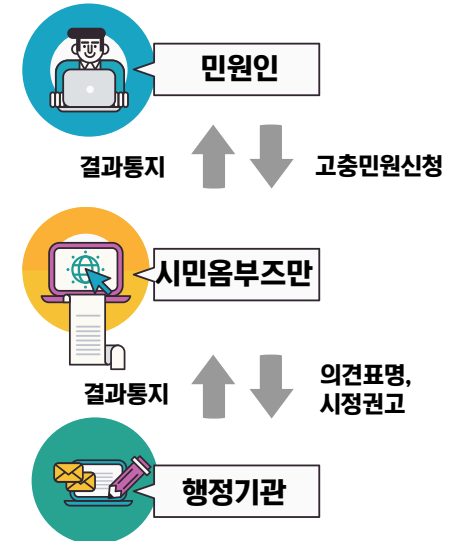 민원인
결과통지
고충민원신청
시민옴부즈만
결과통지
의견표명,
시정권고
행정기관